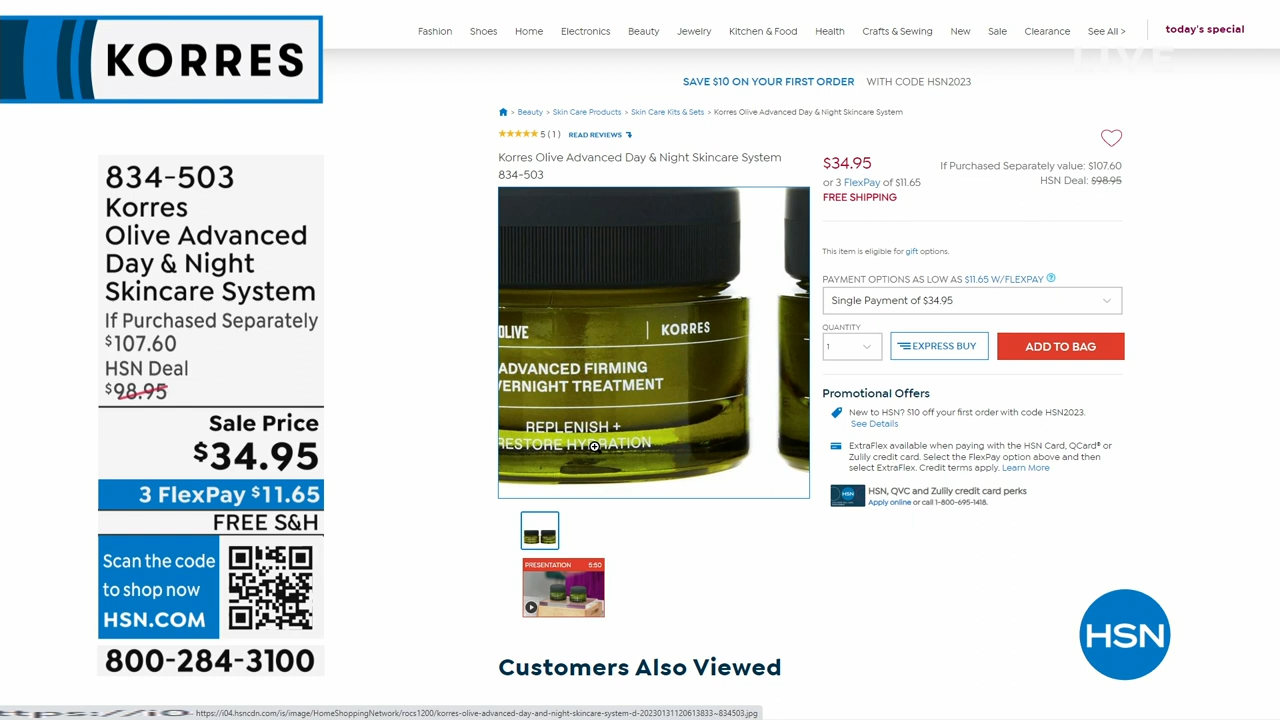 KORRES
834-503
Korres
Olive Advanced
Day & Night
Skincare System
If Purchased Separately
$107.60
HSN Deal
$98.95
Sale Price
$34.95
3 FlexPay $11.65
FREE S&H
Scan the code
to shop now
HSN.COM
800-284-3100
Fashion Shoes Home Electronics Beauty Jewelry Kitchen & Food Health Crafts & Sewing New Sale Clearance See All > today's special
LIVE
SAVE $10 ON YOUR FIRST ORDER WITH CODE HSN2023
> Beauty > Skin Care Products > Skin Care Kits & Sets > Korres Olive Advanced Day & Night Skincare System
5 (1) READ REVIEWS
Korres Olive Advanced Day & Night Skincare System
834-503
OLIVE | KORRES
ADVANCED FIRMING
VERNIGHT TREATMENT
REPLENISH +
RESTORE HYDRATION
PRESENTATION 5:50
$34.95
If Purchased Separately value: $107.60
or 3 FlexPay of $11.65
HSN Deal: $98.95
FREE SHIPPING
This item is eligible for gift options.
PAYMENT OPTIONS AS LOW AS $11.65 W/FLEXPAY ?
Single Payment of $34.95
QUANTITY
1
EXPRESS BUY
ADD TO BAG
Promotional Offers
New to HSN? $10 off your first order with code HSN2023.
See Details
ExtraFlex available when paying with the HSN Card, QCard® or
Zulily credit card. Select the FlexPay option above and then
select ExtraFlex. Credit terms apply. Learn More
HSN
HSN, QVC and Zulily credit card perks
Apply online or call 1-800-695-1418.
Customers Also Viewed
HSN
https://i0
https://i04.hsncdn.com/is/image/HomeShoppingNetwork/rocs1200/korres-olive-advanced-day-and-night-skincare-system-d-20230131120613833~834503.jpg